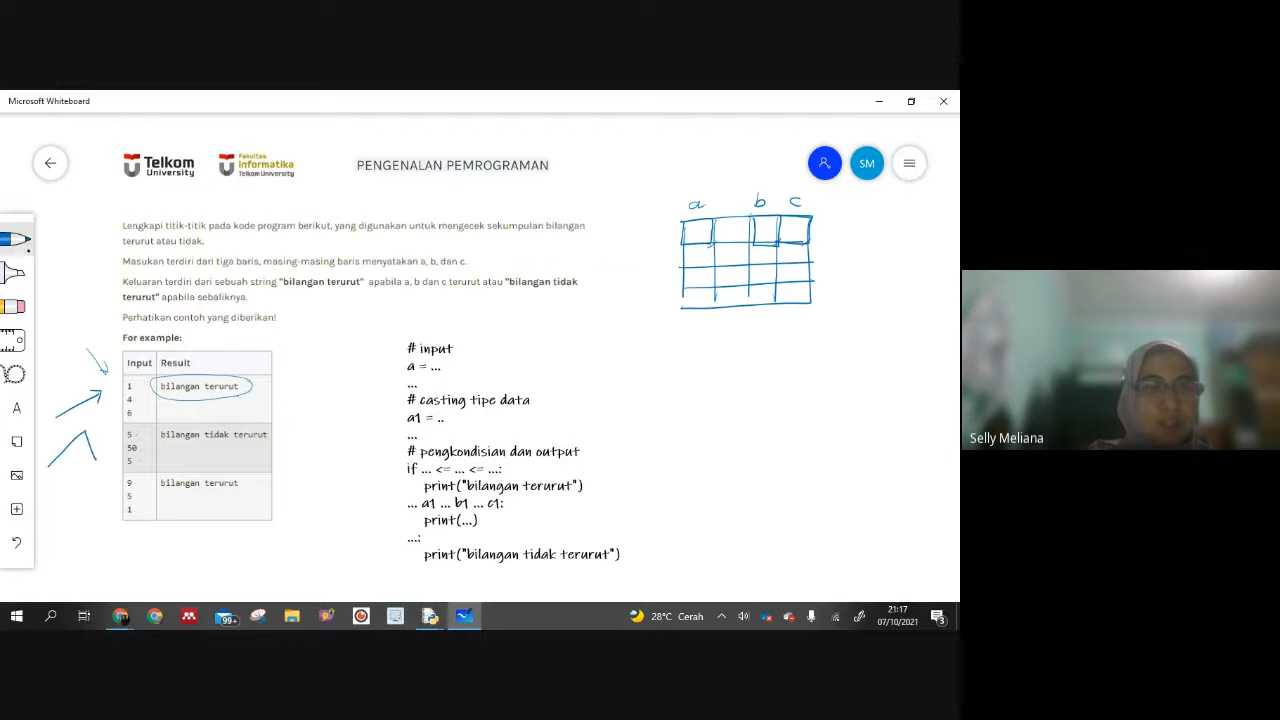 Microsoft Whiteboard
Telkom
University
Fakultas
Informatika
Telkom University
PENGENALAN PEMROGRAMAN
SM
Lengkapi titik-titik pada kode program berikut, yang digunakan untuk mengecek sekumpulan bilangan
terurut atau tidak.
Masukan terdiri dari tiga baris, masing-masing baris menyatakan a, b, dan c.
Keluaran terdiri dari sebuah string "bilangan terurut" apabila a, b dan c terurut atau "bilangan tidak
terurut" apabila sebaliknya.
Perhatikan contoh yang diberikan!
For example:
Input Result
1 bilangan terurut
4
6
5 bilangan tidak terurut
50
5
9 bilangan terurut
5
1
# input
a = ...
...
# casting tipe data
a1 = ..
...
# pengkondisian dan output
if ... <= ... <= ...:
print("bilangan terurut")
... a1 ... b1 ... c1:
print(...)
...:
print("bilangan tidak terurut")
a b c
A
Selly Meliana
99+
28°C Cerah
21:17
07/10/2021
3